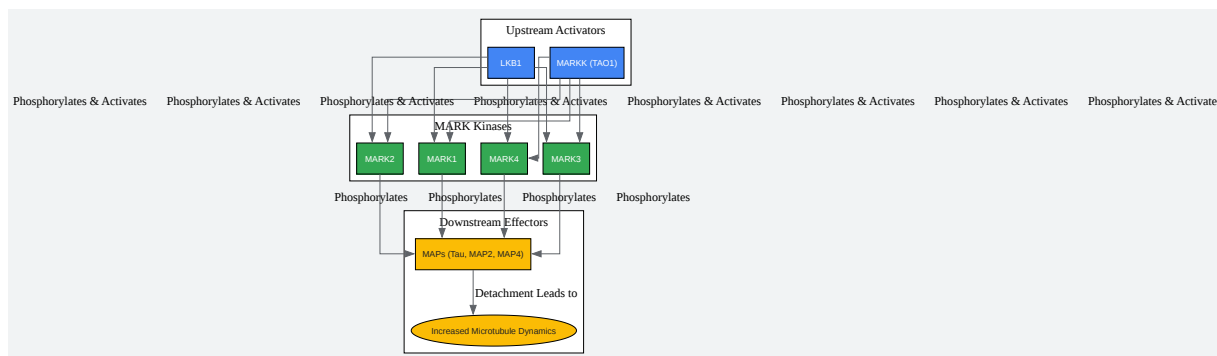 Upstream Activators
LKB1
MARKK (TAO1)
Phosphorylates & Activates
Phosphorylates & Activates
Phosphorylates & Activates
Phosphorylates & Activates
Phosphorylates & Activates
Phosphorylates & Activates
Phosphorylates & Activates
Phosphorylates & Activate
MARK Kinases
MARK2
MARK1
MARK4
MARK3
Phosphorylates
Phosphorylates
Phosphorylates
Phosphorylates
Downstream Effectors
MAPs (Tau, MAP2, MAP4)
Detachment Leads to
Increased Microtubule Dynamics